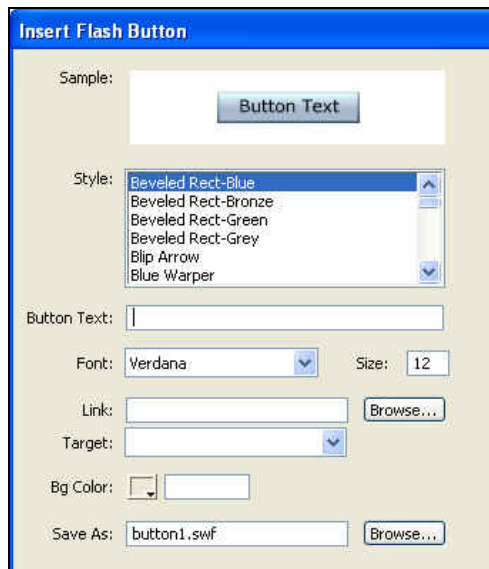 Insert Flash Button
Sample:
Button Text
Style:
Beveled Rect-Blue
Beveled Rect-Bronze
Beveled Rect-Green
Beveled Rect-Grey
Blip Arrow
Blue Warper
Button Text:
Font: Verdana Size: 12
Link: Browse...
Target:
Bg Color:
Save As: button1.swf Browse...